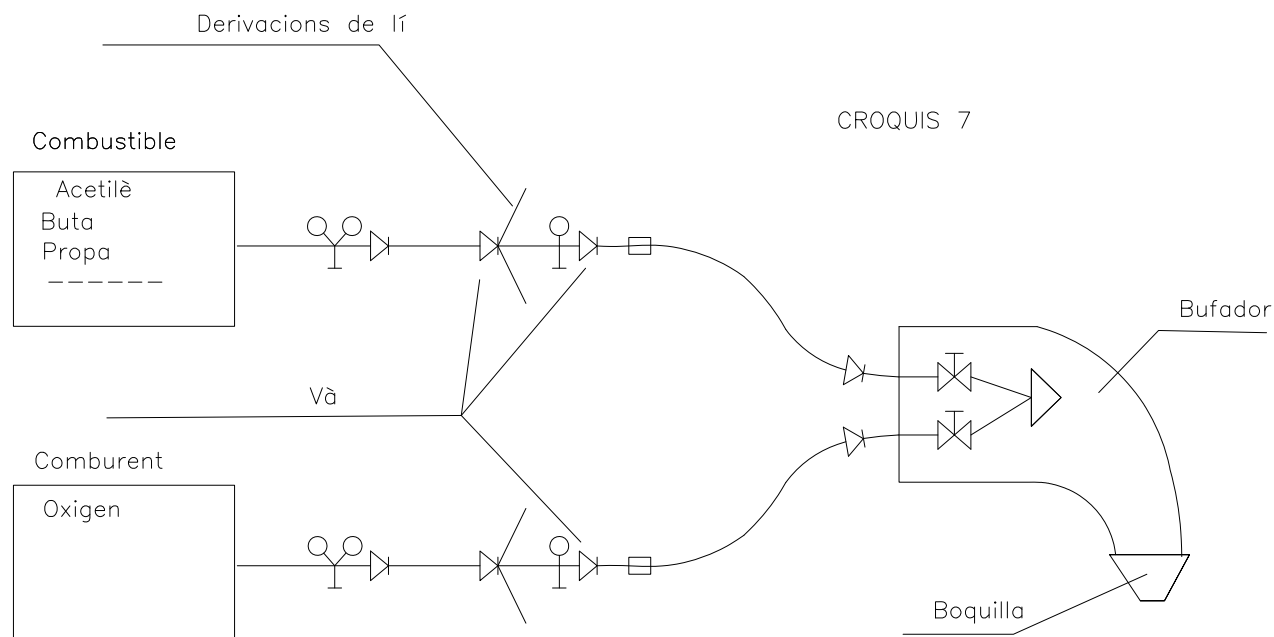 Derivacions de lí
CROQUIS 7
Combustible
Acetilè
Buta
Propa
Bufador
Và
Comburent
Oxigen
Boquilla